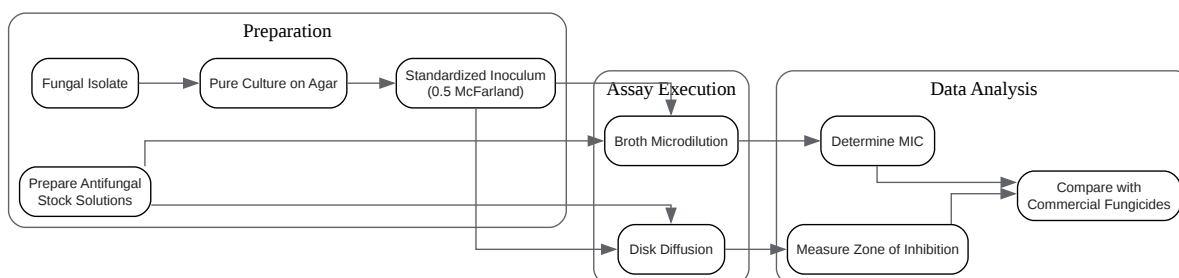 Preparation
Fungal Isolate
Pure Culture on Agar
Standardized Inoculum
(0.5 McFarland)
Prepare Antifungal
Stock Solutions
Assay Execution
Broth Microdilution
Disk Diffusion
Data Analysis
Determine MIC
Measure Zone of Inhibition
Compare with
Commercial Fungicides